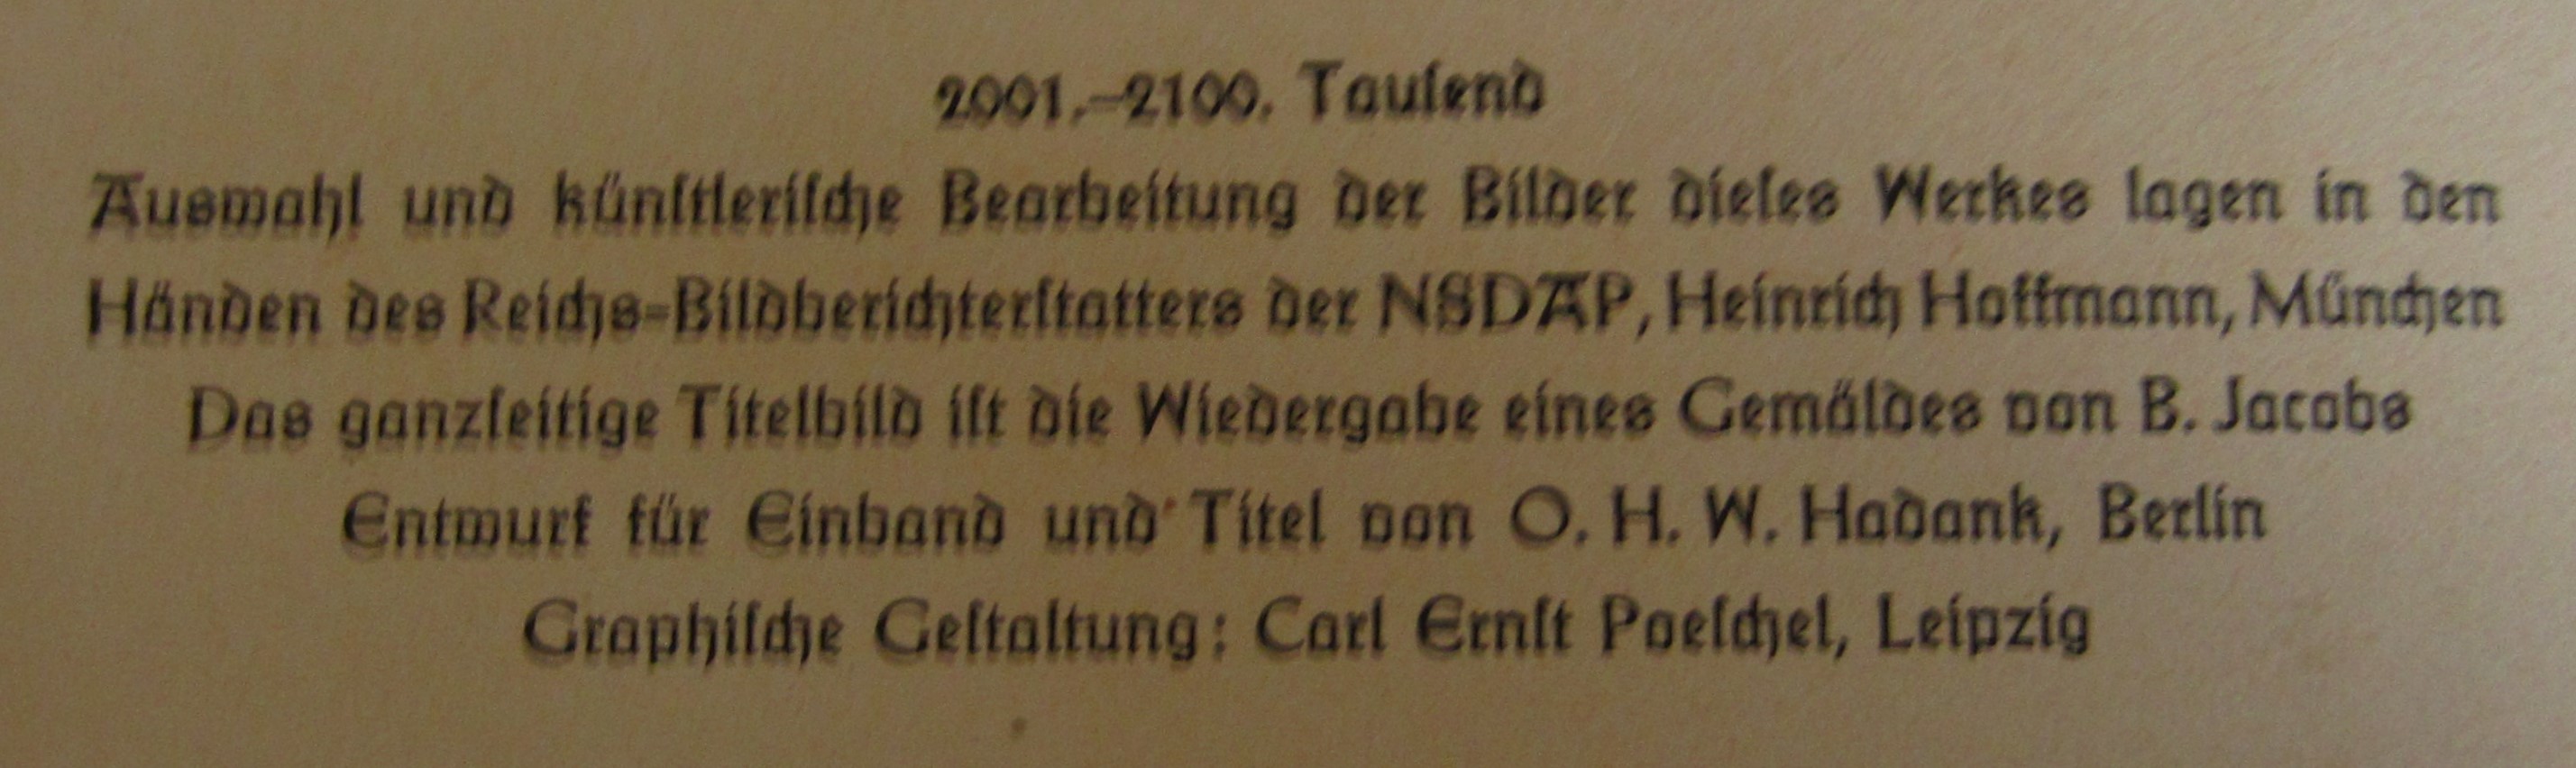 2001.–2100. Tauſend
Auswahl und künſtleriſche Bearbeitung der Bilder dieſes Werkes lagen in den
Händen des Reichs-Bildberichterſtatters der NSDAP, Heinrich Hoffmann, München
Das ganzſeitige Titelbild iſt die Wiedergabe eines Gemäldes von B. Jacobs
Entwurf für Einband und Titel von O. H. W. Hadank, Berlin
Graphiſche Geſtaltung: Carl Ernſt Poeſchel, Leipzig